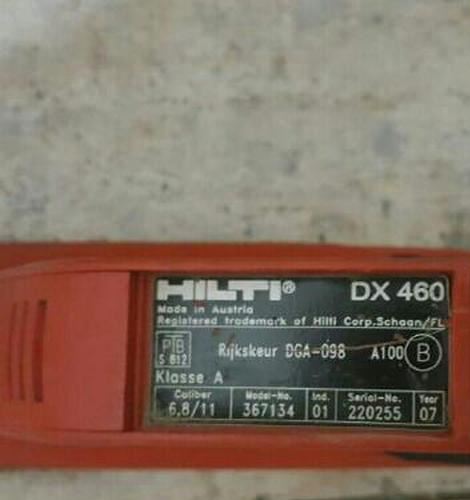 HILTI® DX 460
Made in Austria
Registered trademark of Hilti Corp.Schaan/FL
PTB
S 812 Rijkskeur DGA-098 A100 B
Klasse A
Caliber Model-No. Ind. Serial-No. Year
6,8/11 367134 01 220255 07